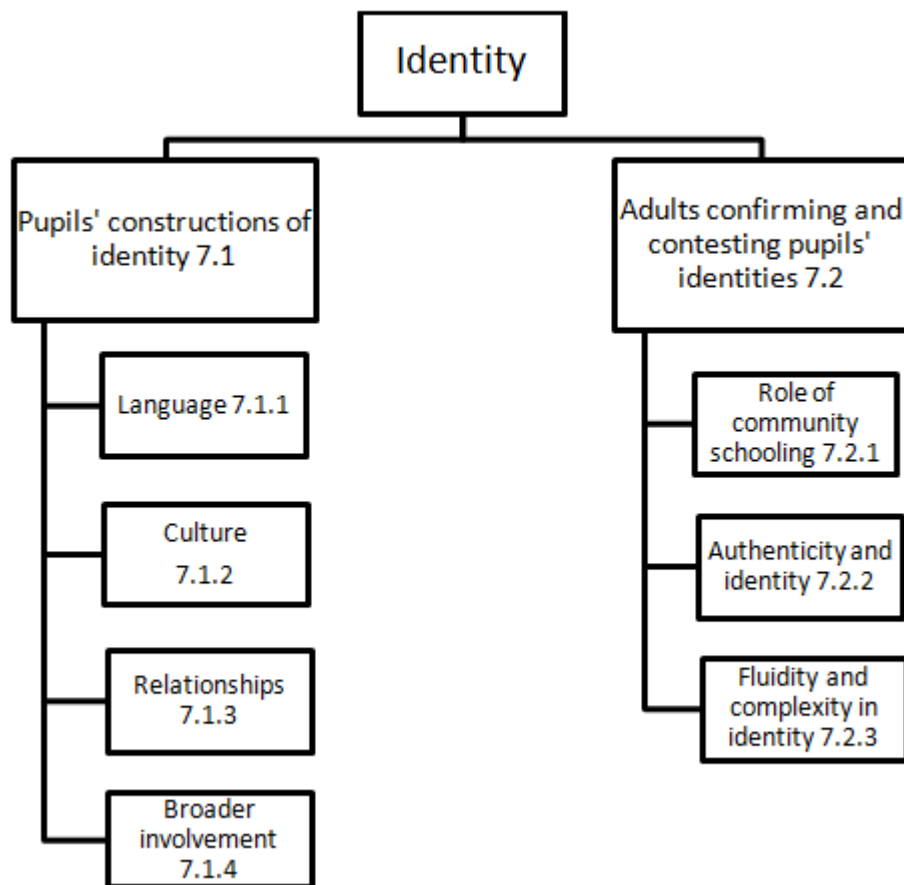 Identity
Pupils' constructions of
identity 7.1
Language 7.1.1
Culture
7.1.2
Relationships
7.1.3
Broader
involvement
7.1.4
Adults confirming and
contesting pupils'
identities 7.2
Role of
community
schooling 7.2.1
Authenticity and
identity 7.2.2
Fluidity and
complexity in
identity 7.2.3